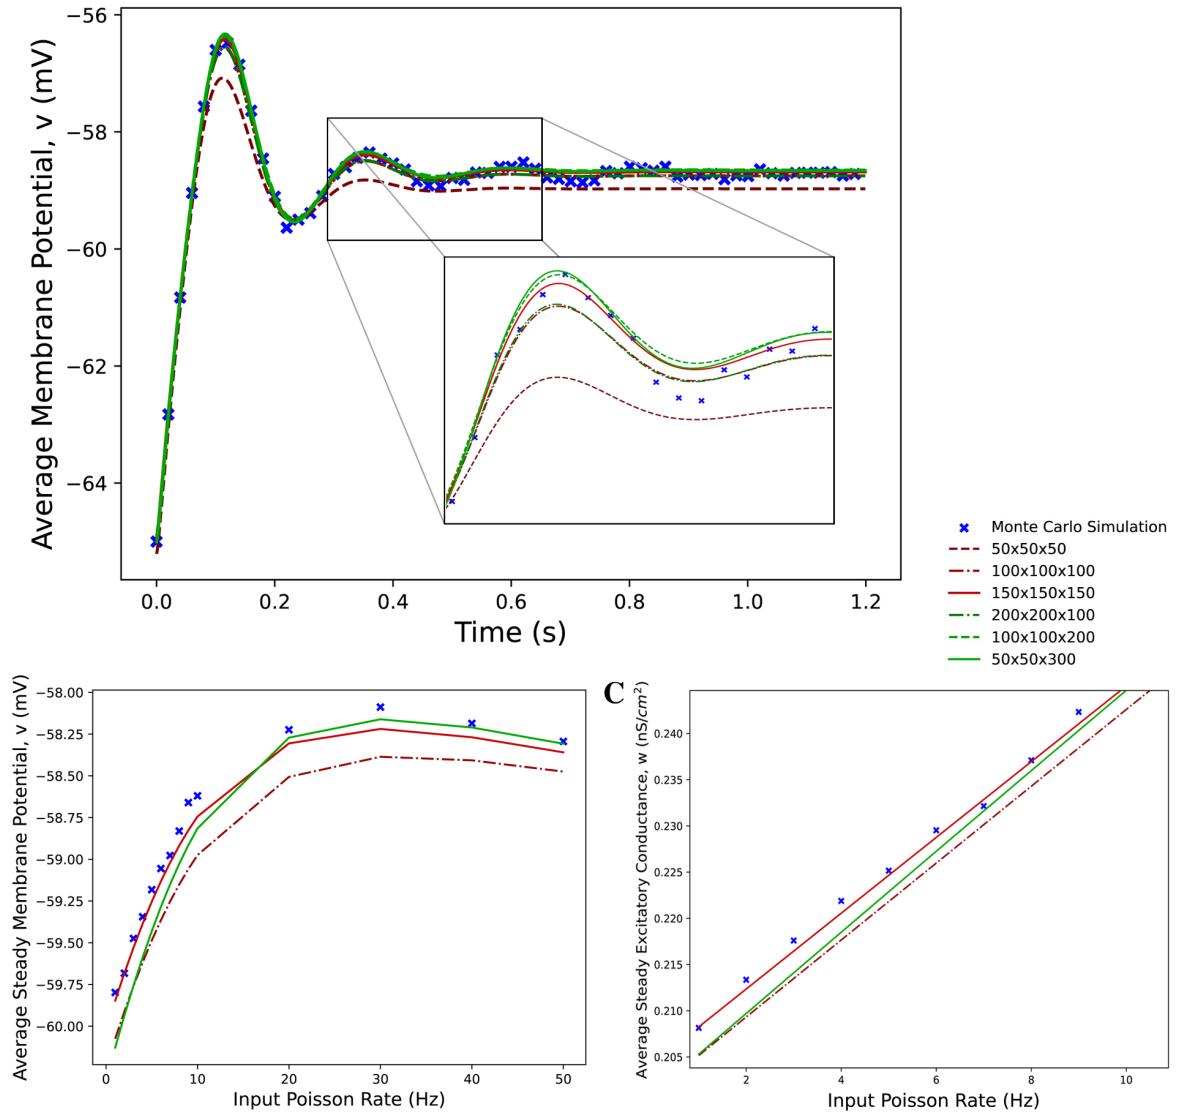 −56
−58
−60
−62
−64
Average Membrane Potential, v (mV)
0.0 0.2 0.4 0.6 0.8 1.0 1.2
Time (s)
Monte Carlo Simulation
50x50x50
100x100x100
150x150x150
200x200x100
100x100x200
50x50x300
−58.00
−58.25
−58.50
−58.75
−59.00
−59.25
−59.50
−59.75
−60.00
Average Steady Membrane Potential, v (mV)
0 10 20 30 40 50
Input Poisson Rate (Hz)
C
0.240
0.235
0.230
0.225
0.220
0.215
0.210
0.205
Average Steady Excitatory Conductance, w (nS/cm²)
2 4 6 8 10
Input Poisson Rate (Hz)